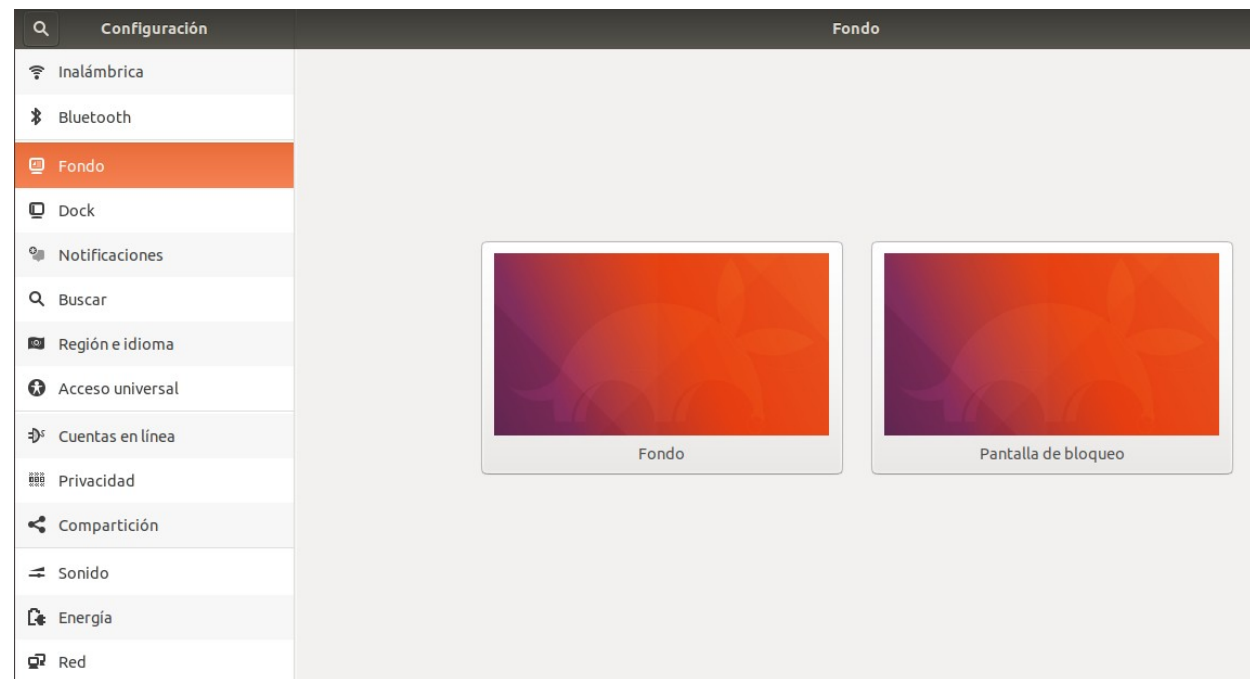 Configuración
Fondo
Inalámbrica
Bluetooth
Fondo
Dock
Notificaciones
Buscar
Región e idioma
Acceso universal
Cuentas en línea
Privacidad
Compartición
Sonido
Energía
Red
Fondo
Pantalla de bloqueo